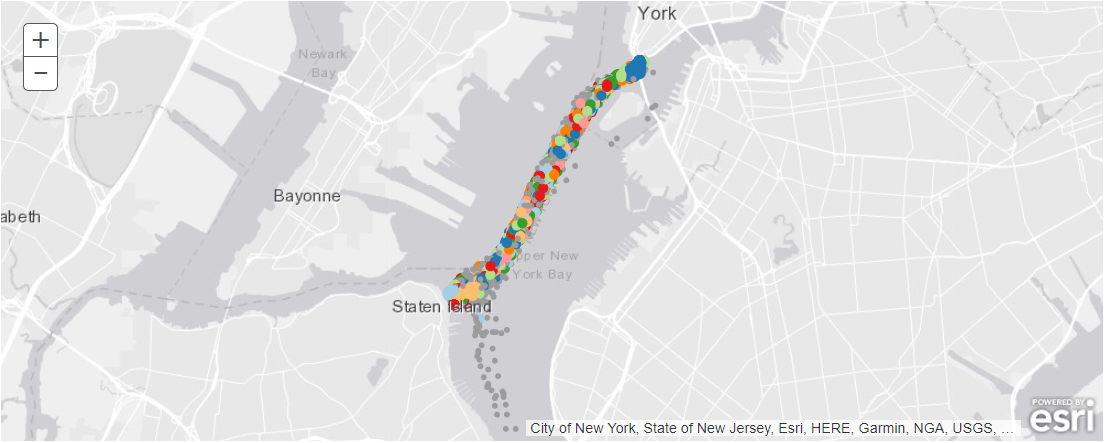 York
+
−
Newark
Bay
Bayonne
abeth
pper New
York Bay
Staten Island
POWERED BY
esri
City of New York, State of New Jersey, Esri, HERE, Garmin, NGA, USGS, ...